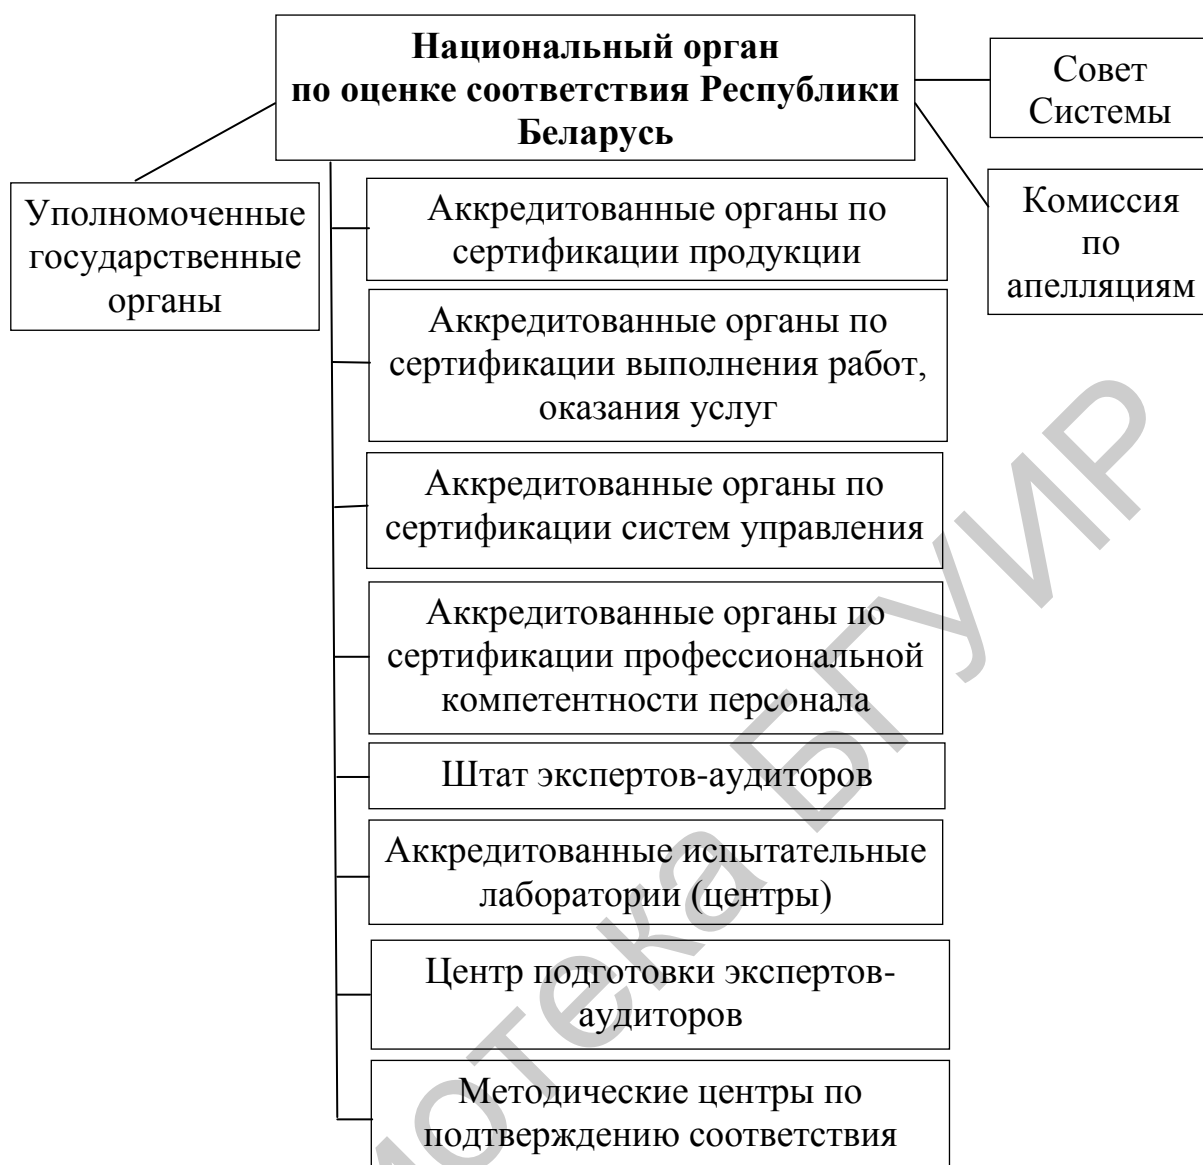 Национальный орган
по оценке соответствия Республики
Беларусь
Совет
Системы
Уполномоченные
государственные
органы
Комиссия
по
апелляциям
Аккредитованные органы по
сертификации продукции
Аккредитованные органы по
сертификации выполнения работ,
оказания услуг
Аккредитованные органы по
сертификации систем управления
Аккредитованные органы по
сертификации профессиональной
компетентности персонала
Штат экспертов-аудиторов
Аккредитованные испытательные
лаборатории (центры)
Центр подготовки экспертов-
аудиторов
Методические центры по
подтверждению соответствия
мотека БГУИР